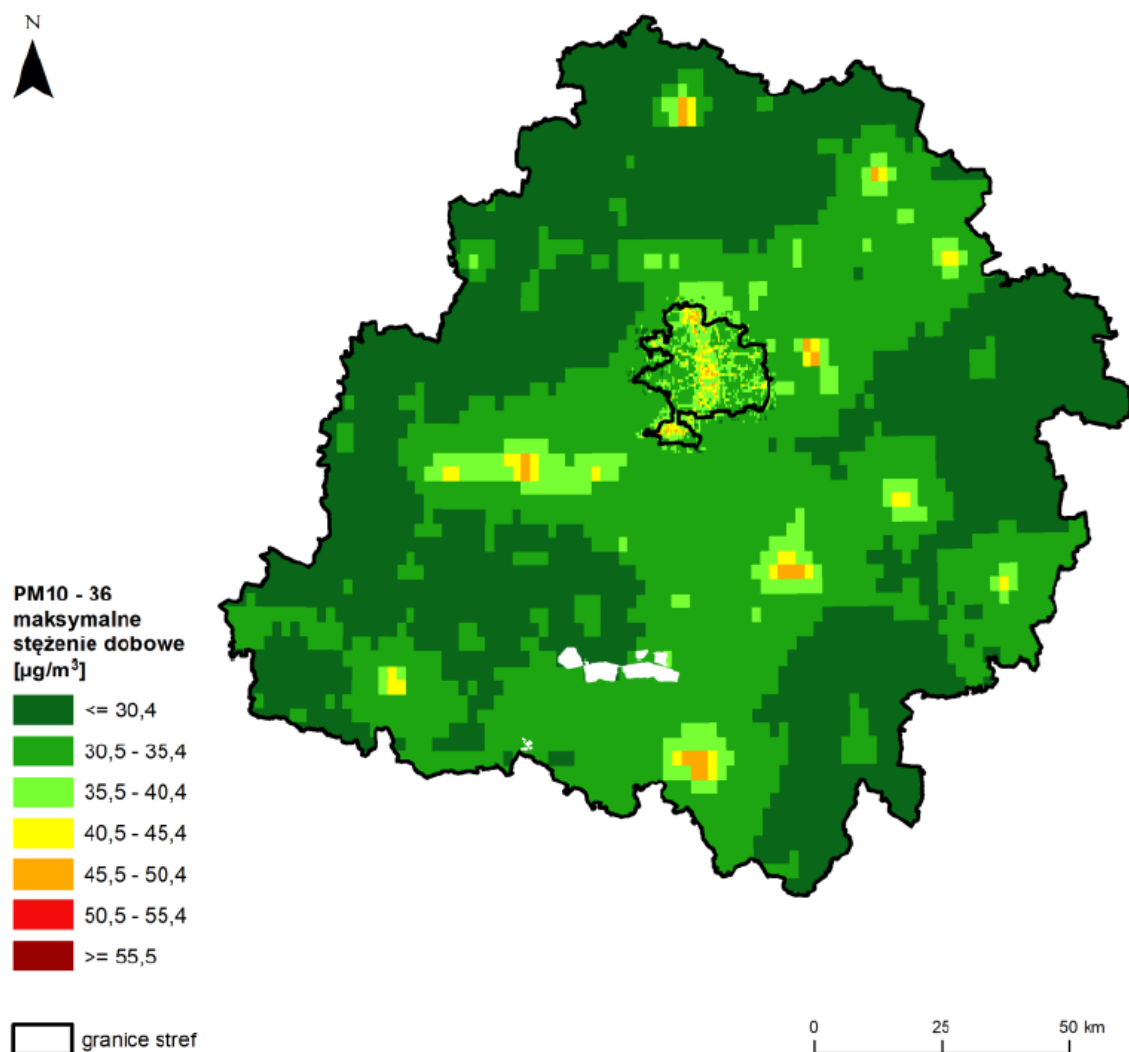 N
PM10 - 36
maksymalne
stężenie dobowe
[µg/m³]
<= 30,4
30,5 - 35,4
35,5 - 40,4
40,5 - 45,4
45,5 - 50,4
50,5 - 55,4
>= 55,5
granice stref
0 25 50 km